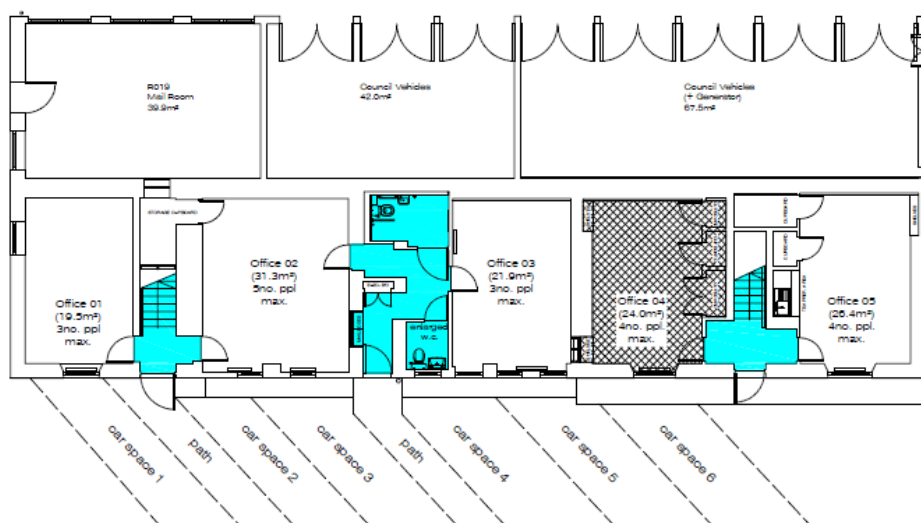 R019
Mail Room
39.9m²
Council Vehicles
42.0m²
Council Vehicles
(+ Generator)
67.5m²
STORAGE CUPBOARD
Office 01
(19.5m²)
3no. ppl
max.
Office 02
(31.3m²)
5no. ppl
max.
enlarged
w.c.
Office 03
(21.9m²)
3no. ppl
max.
Office 04
(24.0m²)
4no. ppl.
max.
CUPBOARD
CUPBOARD
Office 05
(26.4m²)
4no. ppl.
max.
car space 1
path
car space 2
car space 3
path
car space 4
car space 5
car space 6